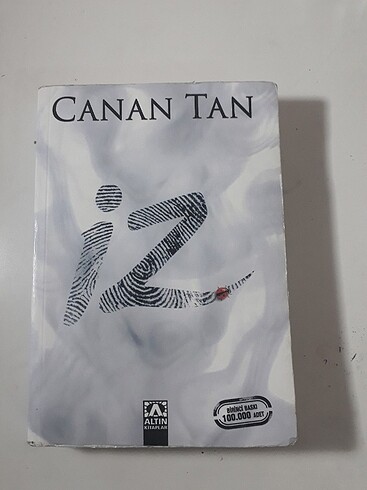 CANAN TAN
iz
A
ALTIN
KİTAPLAR
BİRİNCİ BASKI
100.000 ADET